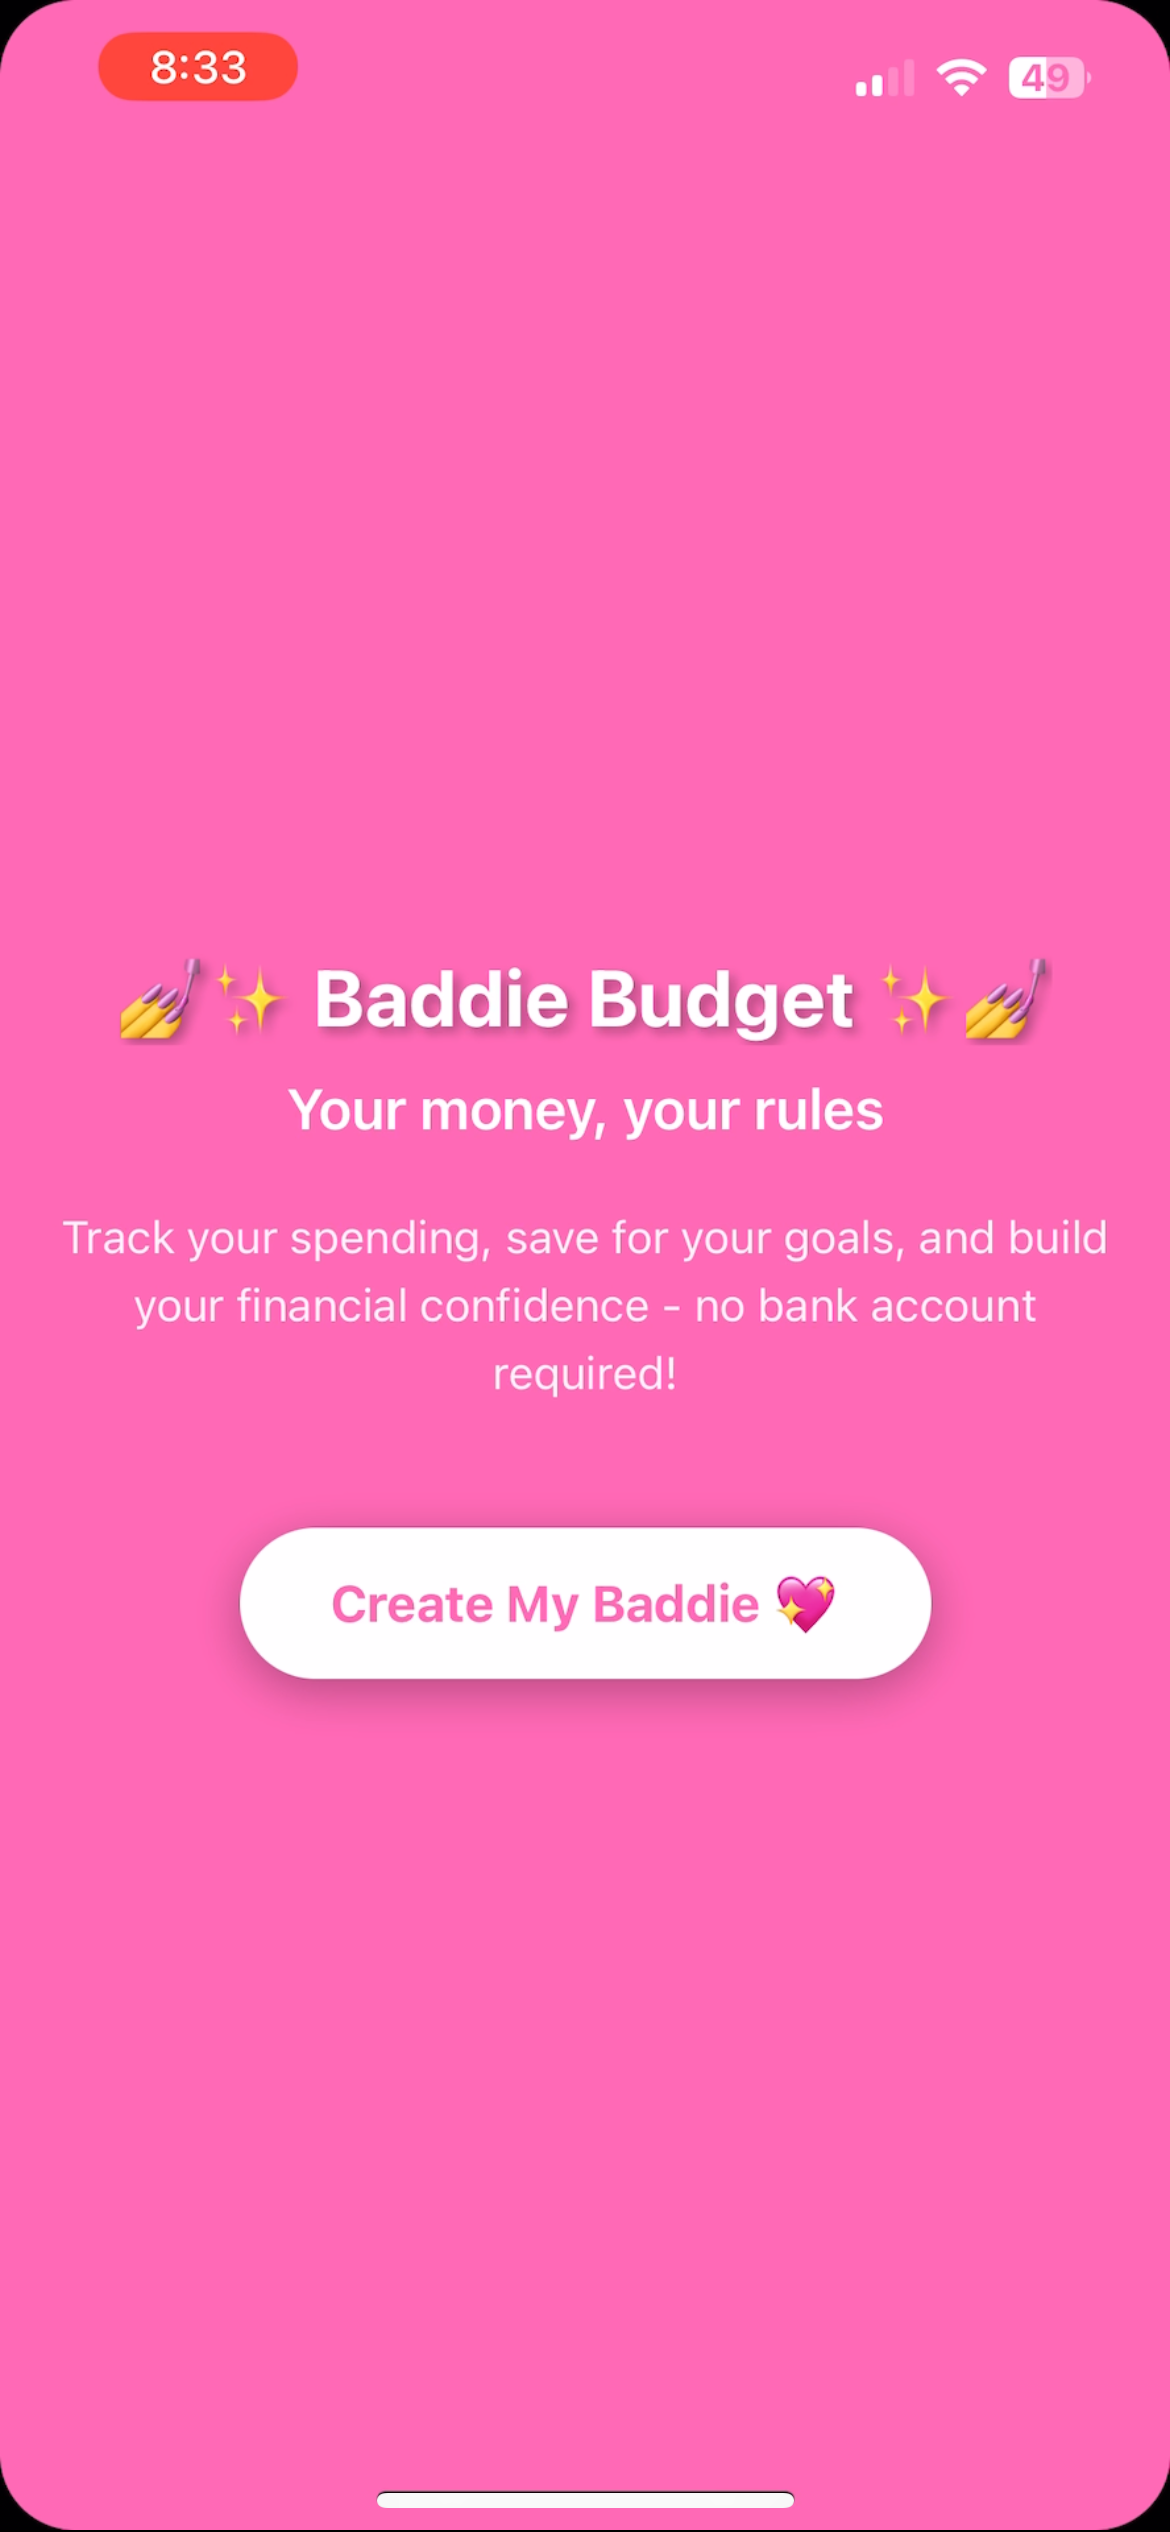 8:33 49
💅✨ Baddie Budget ✨💅
Your money, your rules
Track your spending, save for your goals, and build
your financial confidence - no bank account
required!
Create My Baddie 💖